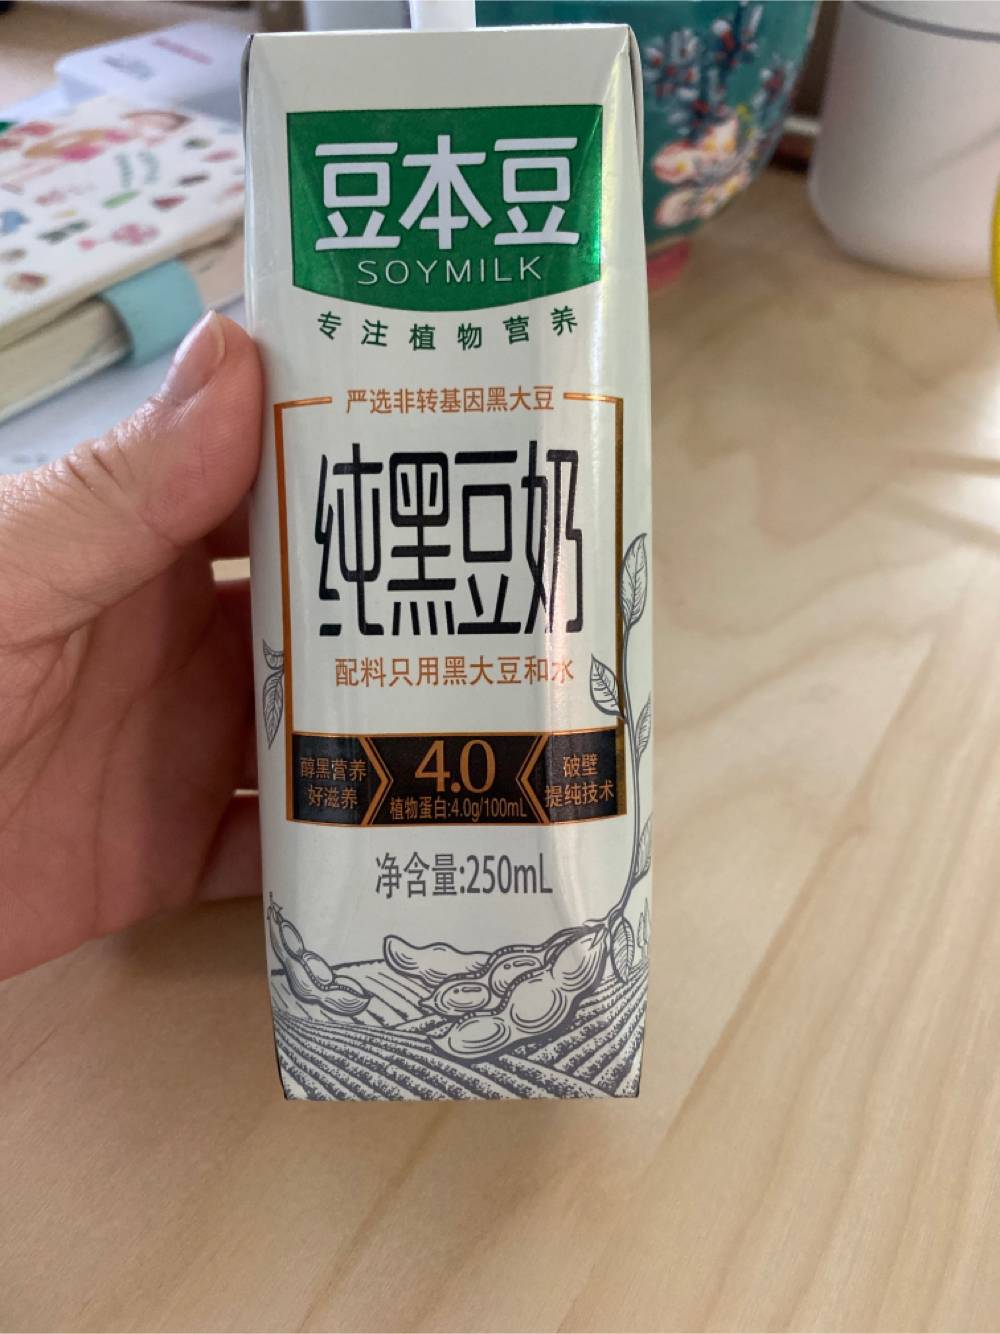 豆本豆
SOYMILK
专注植物营养
严选非转基因黑大豆
纯黑豆奶
配料只用黑大豆和水
醇黑营养
好滋养
4.0
植物蛋白:4.0g/100mL
破壁
提纯技术
净含量:250mL